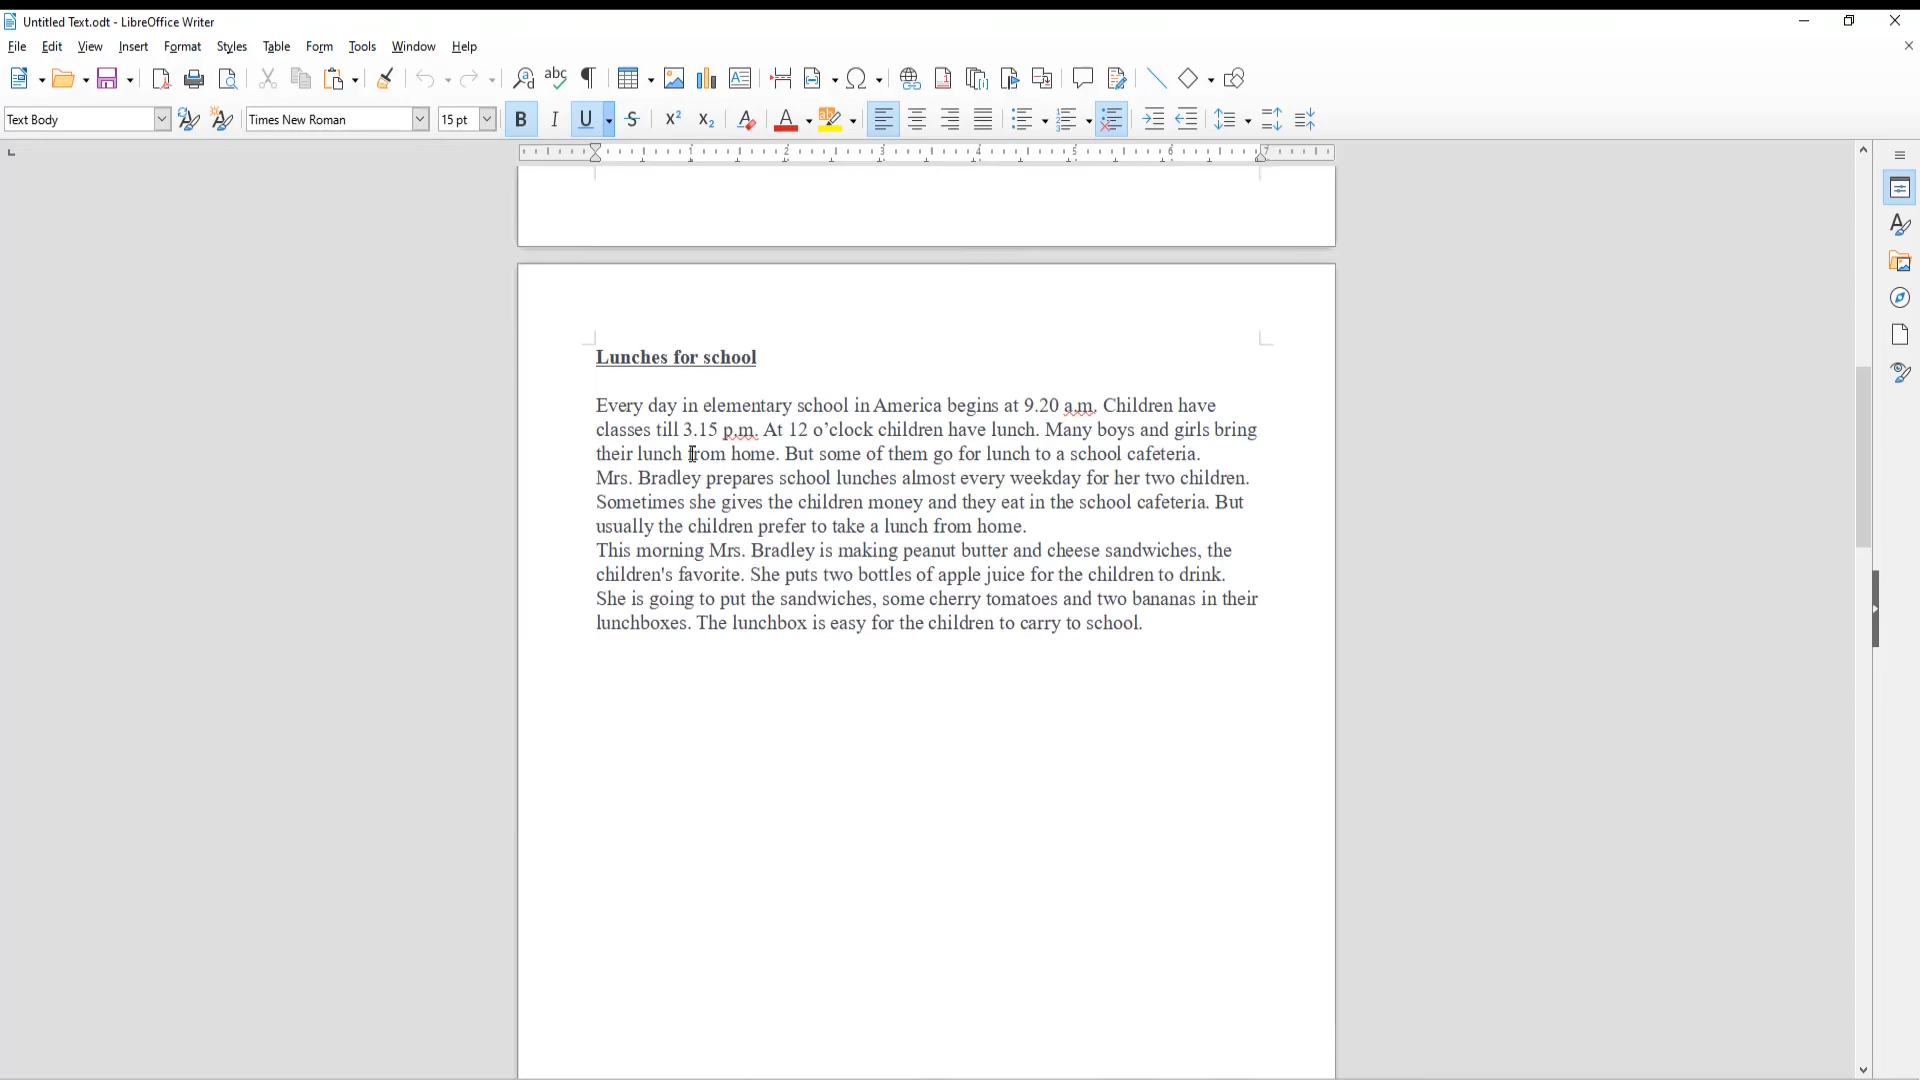 Untitled Text.odt - LibreOffice Writer
File Edit View Insert Format Styles Table Form Tools Window Help
Text Body Times New Roman 15 pt
1 2 3 4 5 6 7
Lunches for school
Every day in elementary school in America begins at 9.20 a.m. Children have
classes till 3.15 p.m. At 12 o’clock children have lunch. Many boys and girls bring
their lunch from home. But some of them go for lunch to a school cafeteria.
Mrs. Bradley prepares school lunches almost every weekday for her two children.
Sometimes she gives the children money and they eat in the school cafeteria. But
usually the children prefer to take a lunch from home.
This morning Mrs. Bradley is making peanut butter and cheese sandwiches, the
children's favorite. She puts two bottles of apple juice for the children to drink.
She is going to put the sandwiches, some cherry tomatoes and two bananas in their
lunchboxes. The lunchbox is easy for the children to carry to school.